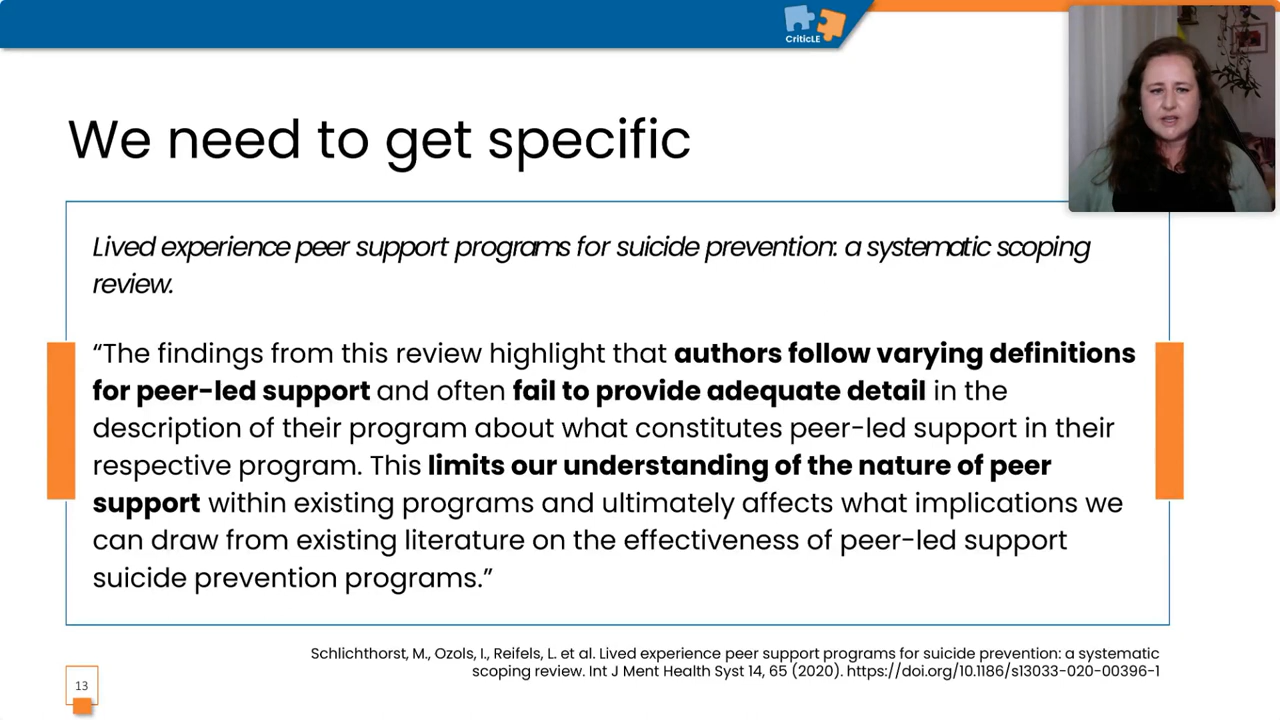 CriticLE
We need to get specific
Lived experience peer support programs for suicide prevention: a systematic scoping
review.
“The findings from this review highlight that authors follow varying definitions
for peer-led support and often fail to provide adequate detail in the
description of their program about what constitutes peer-led support in their
respective program. This limits our understanding of the nature of peer
support within existing programs and ultimately affects what implications we
can draw from existing literature on the effectiveness of peer-led support
suicide prevention programs.”
Schlichthorst, M., Ozols, I., Reifels, L. et al. Lived experience peer support programs for suicide prevention: a systematic
scoping review. Int J Ment Health Syst 14, 65 (2020). https://doi.org/10.1186/s13033-020-00396-1
13